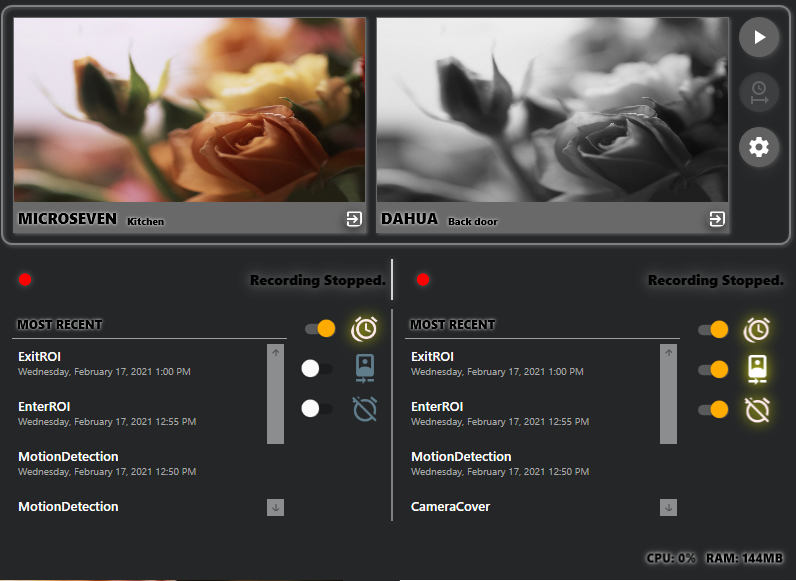 MICROSEVEN Kitchen
DAHUA Back door
Recording Stopped.
Recording Stopped.
MOST RECENT
ExitROI
Wednesday, February 17, 2021 1:00 PM
EnterROI
Wednesday, February 17, 2021 12:55 PM
MotionDetection
Wednesday, February 17, 2021 12:50 PM
MotionDetection
MOST RECENT
ExitROI
Wednesday, February 17, 2021 1:00 PM
EnterROI
Wednesday, February 17, 2021 12:55 PM
MotionDetection
Wednesday, February 17, 2021 12:50 PM
CameraCover
CPU: 0% RAM: 144MB